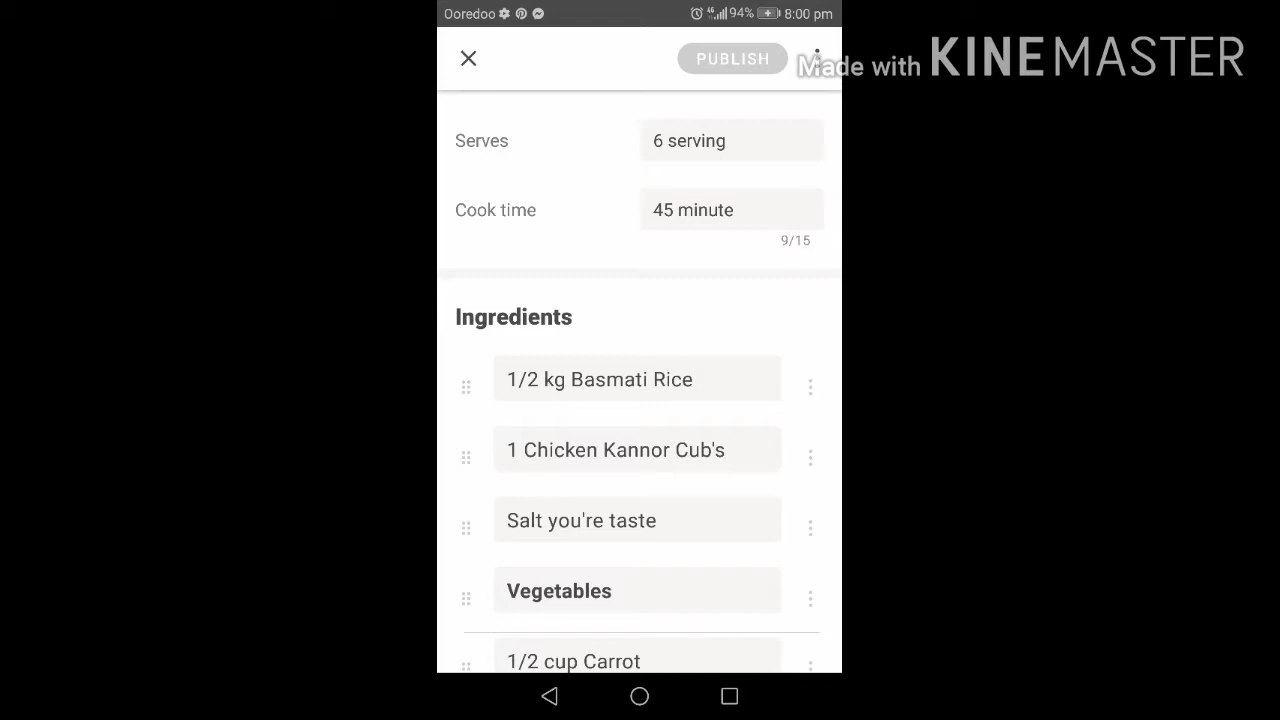 Ooredoo 4G 94% 8:00 pm
PUBLISH
Made with KINEMASTER
Serves 6 serving
Cook time 45 minute
9/15
Ingredients
1/2 kg Basmati Rice
1 Chicken Kannor Cub's
Salt you're taste
Vegetables
1/2 cup Carrot